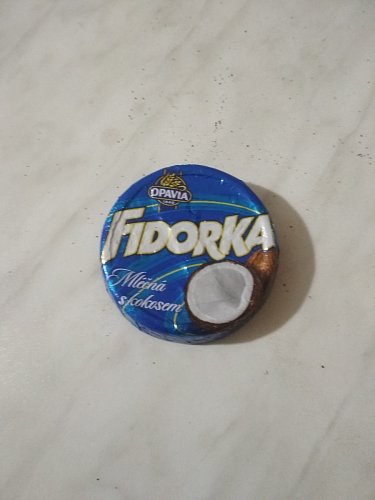 OPAVIA
FIDORKA
Mléčná
s kokosem